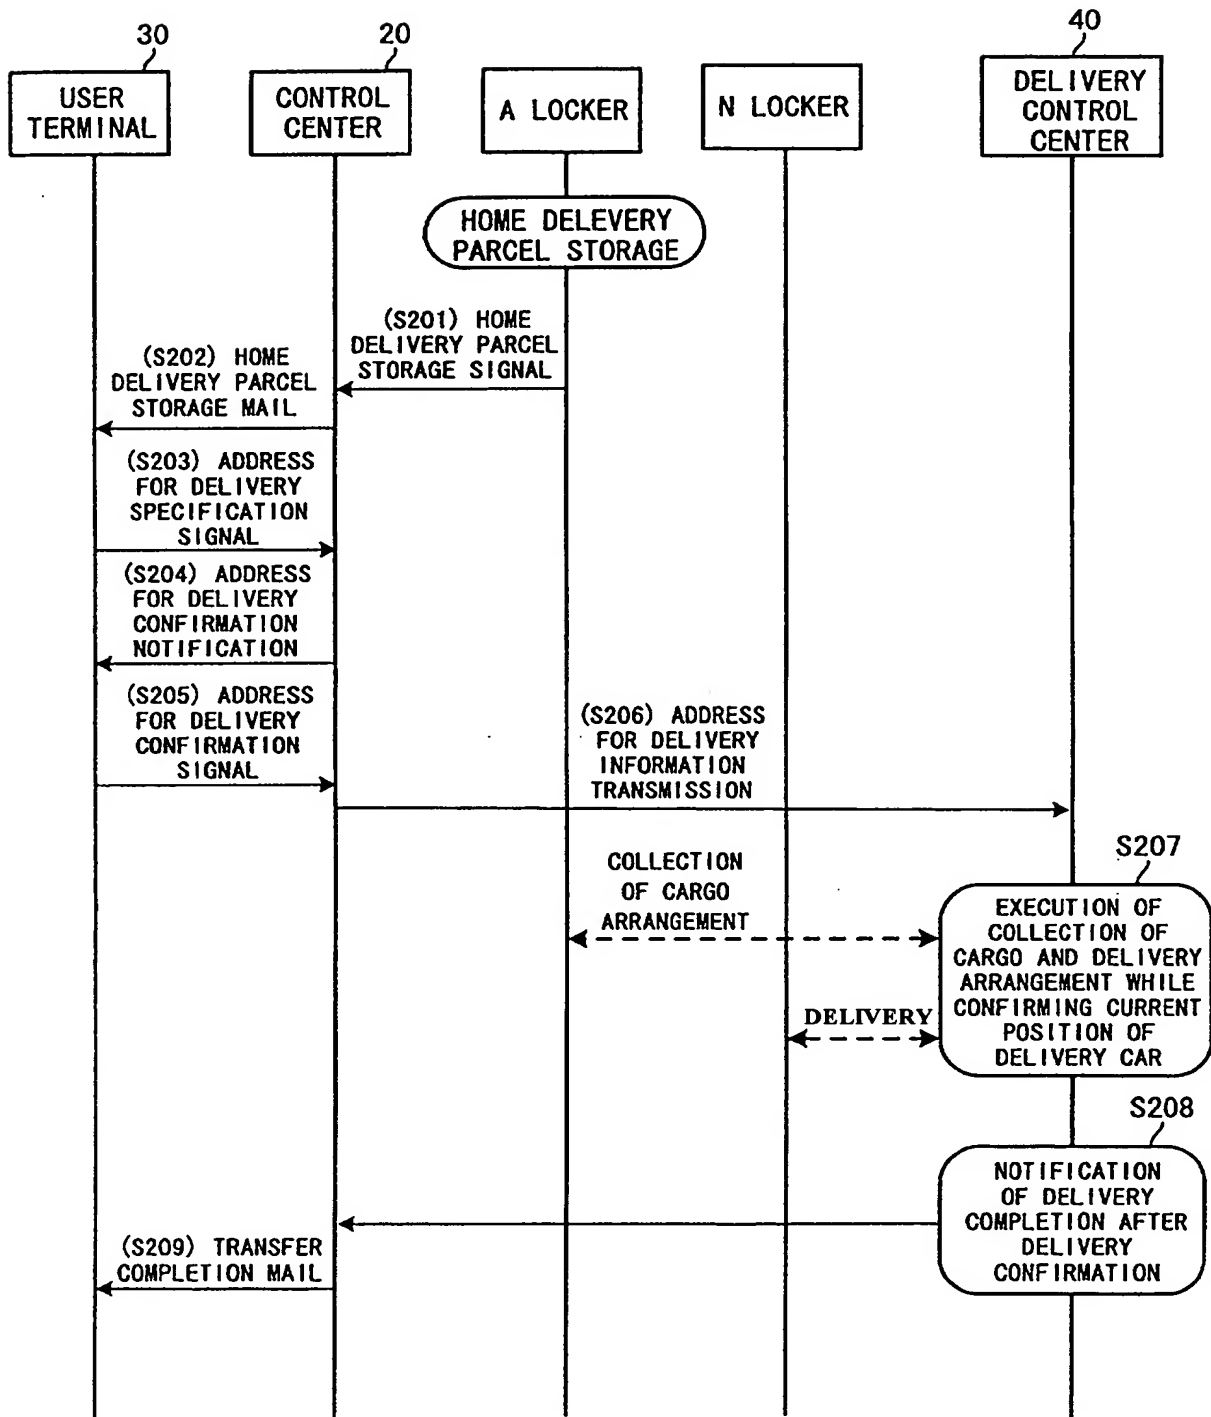 30
20
40
USER
TERMINAL
CONTROL
CENTER
A LOCKER
N LOCKER
DELIVERY
CONTROL
CENTER
HOME DELEVERY
PARCEL STORAGE
(S201) HOME
DELIVERY PARCEL
STORAGE SIGNAL
(S202) HOME
DELIVERY PARCEL
STORAGE MAIL
(S203) ADDRESS
FOR DELIVERY
SPECIFICATION
SIGNAL
(S204) ADDRESS
FOR DELIVERY
CONFIRMATION
NOTIFICATION
(S205) ADDRESS
FOR DELIVERY
CONFIRMATION
SIGNAL
(S206) ADDRESS
FOR DELIVERY
INFORMATION
TRANSMISSION
COLLECTION
OF CARGO
ARRANGEMENT
S207
EXECUTION OF
COLLECTION OF
CARGO AND DELIVERY
ARRANGEMENT WHILE
CONFIRMING CURRENT
POSITION OF
DELIVERY CAR
DELIVERY
S208
NOTIFICATION
OF DELIVERY
COMPLETION AFTER
DELIVERY
CONFIRMATION
(S209) TRANSFER
COMPLETION MAIL